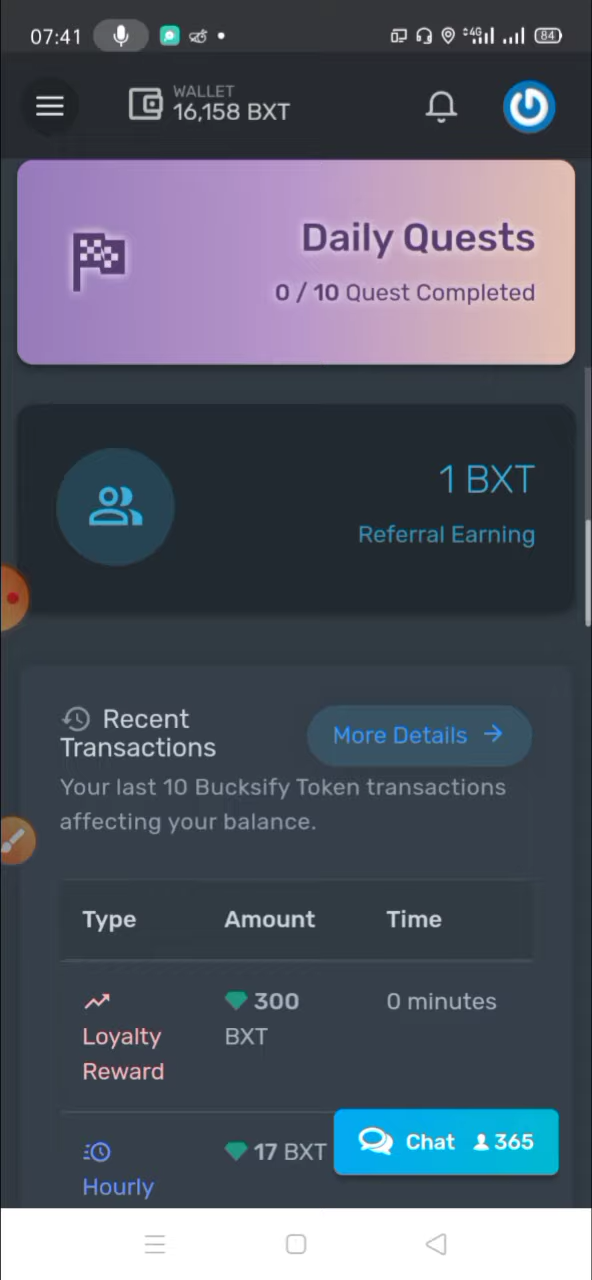 07:41
4G
84
WALLET
16,158 BXT
Daily Quests
0 / 10 Quest Completed
1 BXT
Referral Earning
Recent
Transactions
More Details
Your last 10 Bucksify Token transactions
affecting your balance.
Type Amount Time
Loyalty
Reward
300
BXT
0 minutes
Hourly
17 BXT
Chat 365